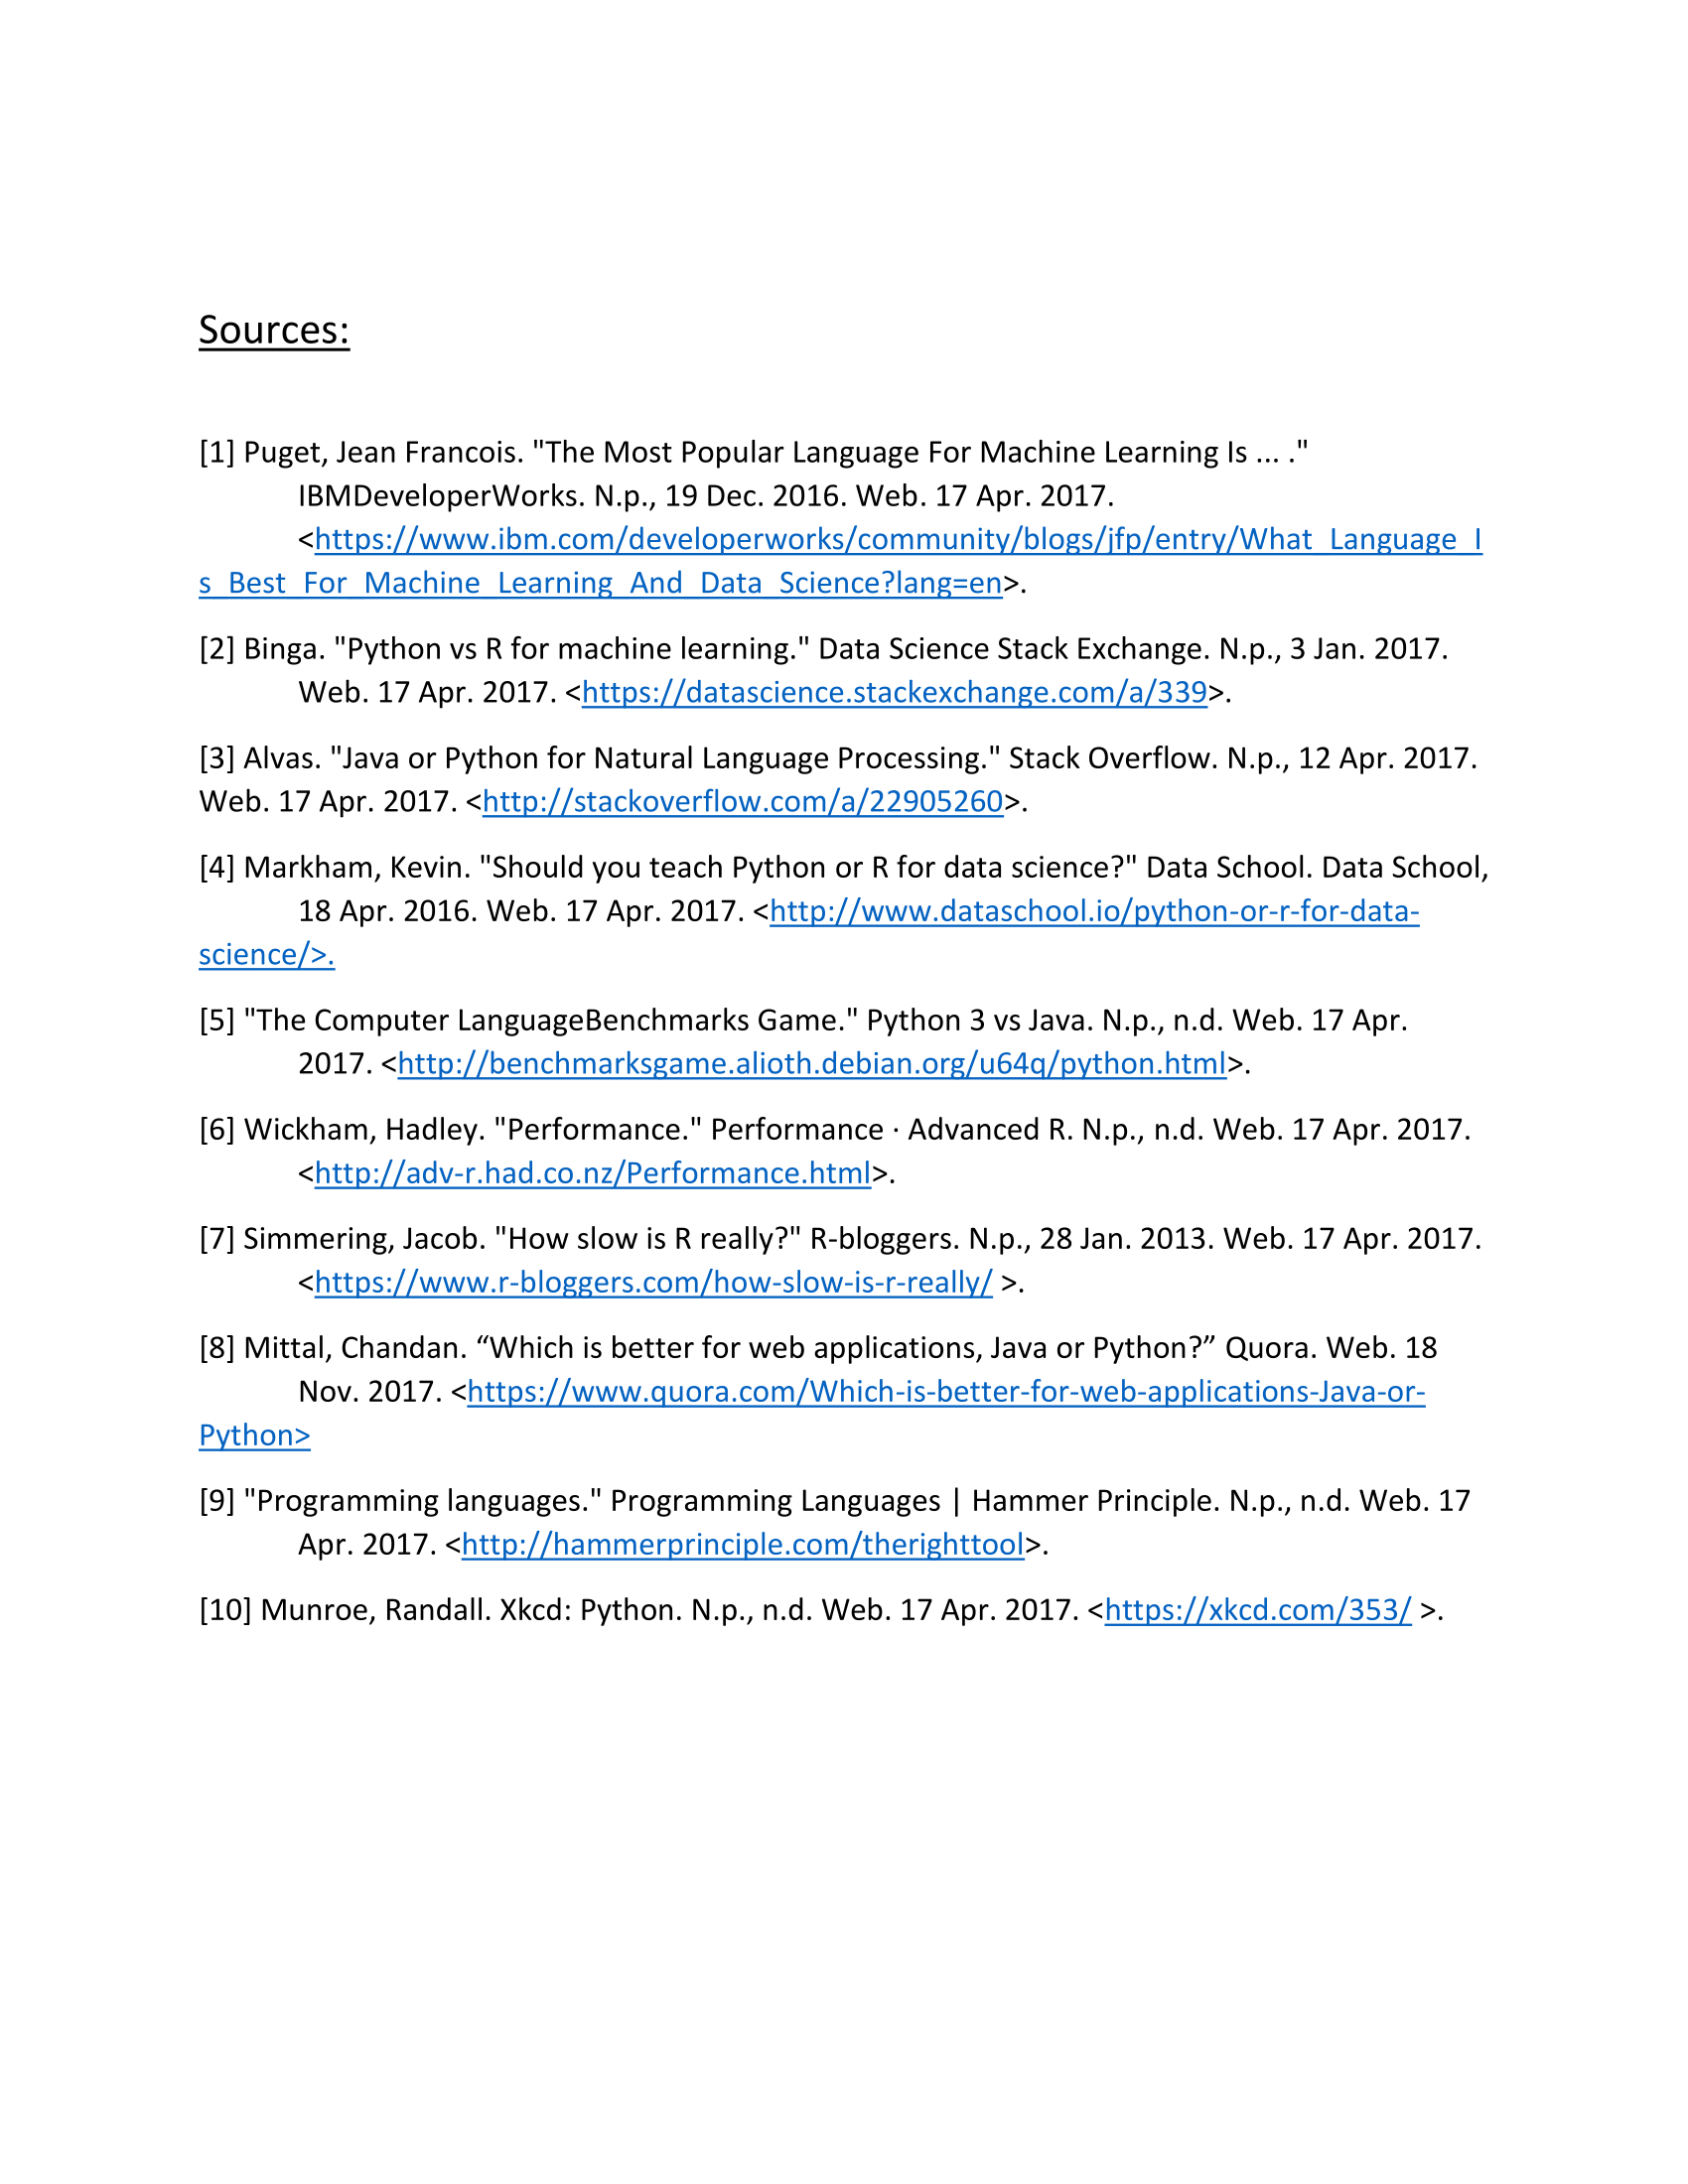 Sources:
[1] Puget, Jean Francois. "The Most Popular Language For Machine Learning Is ... ."
IBMDeveloperWorks. N.p., 19 Dec. 2016. Web. 17 Apr. 2017.
<https://www.ibm.com/developerworks/community/blogs/jfp/entry/What_Language_I
s_Best_For_Machine_Learning_And_Data_Science?lang=en>.
[2] Binga. "Python vs R for machine learning." Data Science Stack Exchange. N.p., 3 Jan. 2017.
Web. 17 Apr. 2017. <https://datascience.stackexchange.com/a/339>.
[3] Alvas. "Java or Python for Natural Language Processing." Stack Overflow. N.p., 12 Apr. 2017.
Web. 17 Apr. 2017. <http://stackoverflow.com/a/22905260>.
[4] Markham, Kevin. "Should you teach Python or R for data science?" Data School. Data School,
18 Apr. 2016. Web. 17 Apr. 2017. <http://www.dataschool.io/python-or-r-for-data-
science/>.
[5] "The Computer LanguageBenchmarks Game." Python 3 vs Java. N.p., n.d. Web. 17 Apr.
2017. <http://benchmarksgame.alioth.debian.org/u64q/python.html>.
[6] Wickham, Hadley. "Performance." Performance · Advanced R. N.p., n.d. Web. 17 Apr. 2017.
<http://adv-r.had.co.nz/Performance.html>.
[7] Simmering, Jacob. "How slow is R really?" R-bloggers. N.p., 28 Jan. 2013. Web. 17 Apr. 2017.
<https://www.r-bloggers.com/how-slow-is-r-really/ >.
[8] Mittal, Chandan. “Which is better for web applications, Java or Python?” Quora. Web. 18
Nov. 2017. <https://www.quora.com/Which-is-better-for-web-applications-Java-or-
Python>
[9] "Programming languages." Programming Languages | Hammer Principle. N.p., n.d. Web. 17
Apr. 2017. <http://hammerprinciple.com/therighttool>.
[10] Munroe, Randall. Xkcd: Python. N.p., n.d. Web. 17 Apr. 2017. <https://xkcd.com/353/ >.